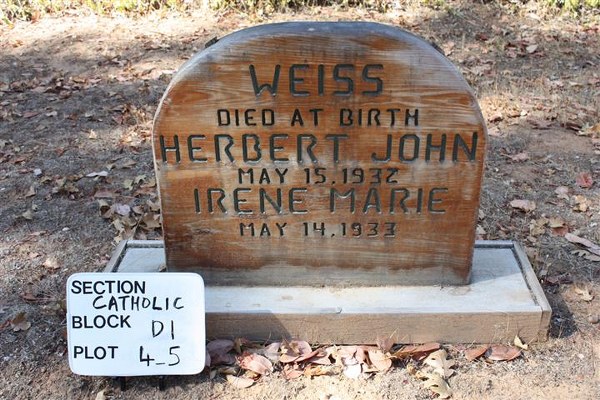 WEISS
DIED AT BIRTH
HERBERT JOHN
MAY 15, 1932
IRENE MARIE
MAY 14, 1933
SECTION
CATHOLIC
BLOCK D1
PLOT 4-5